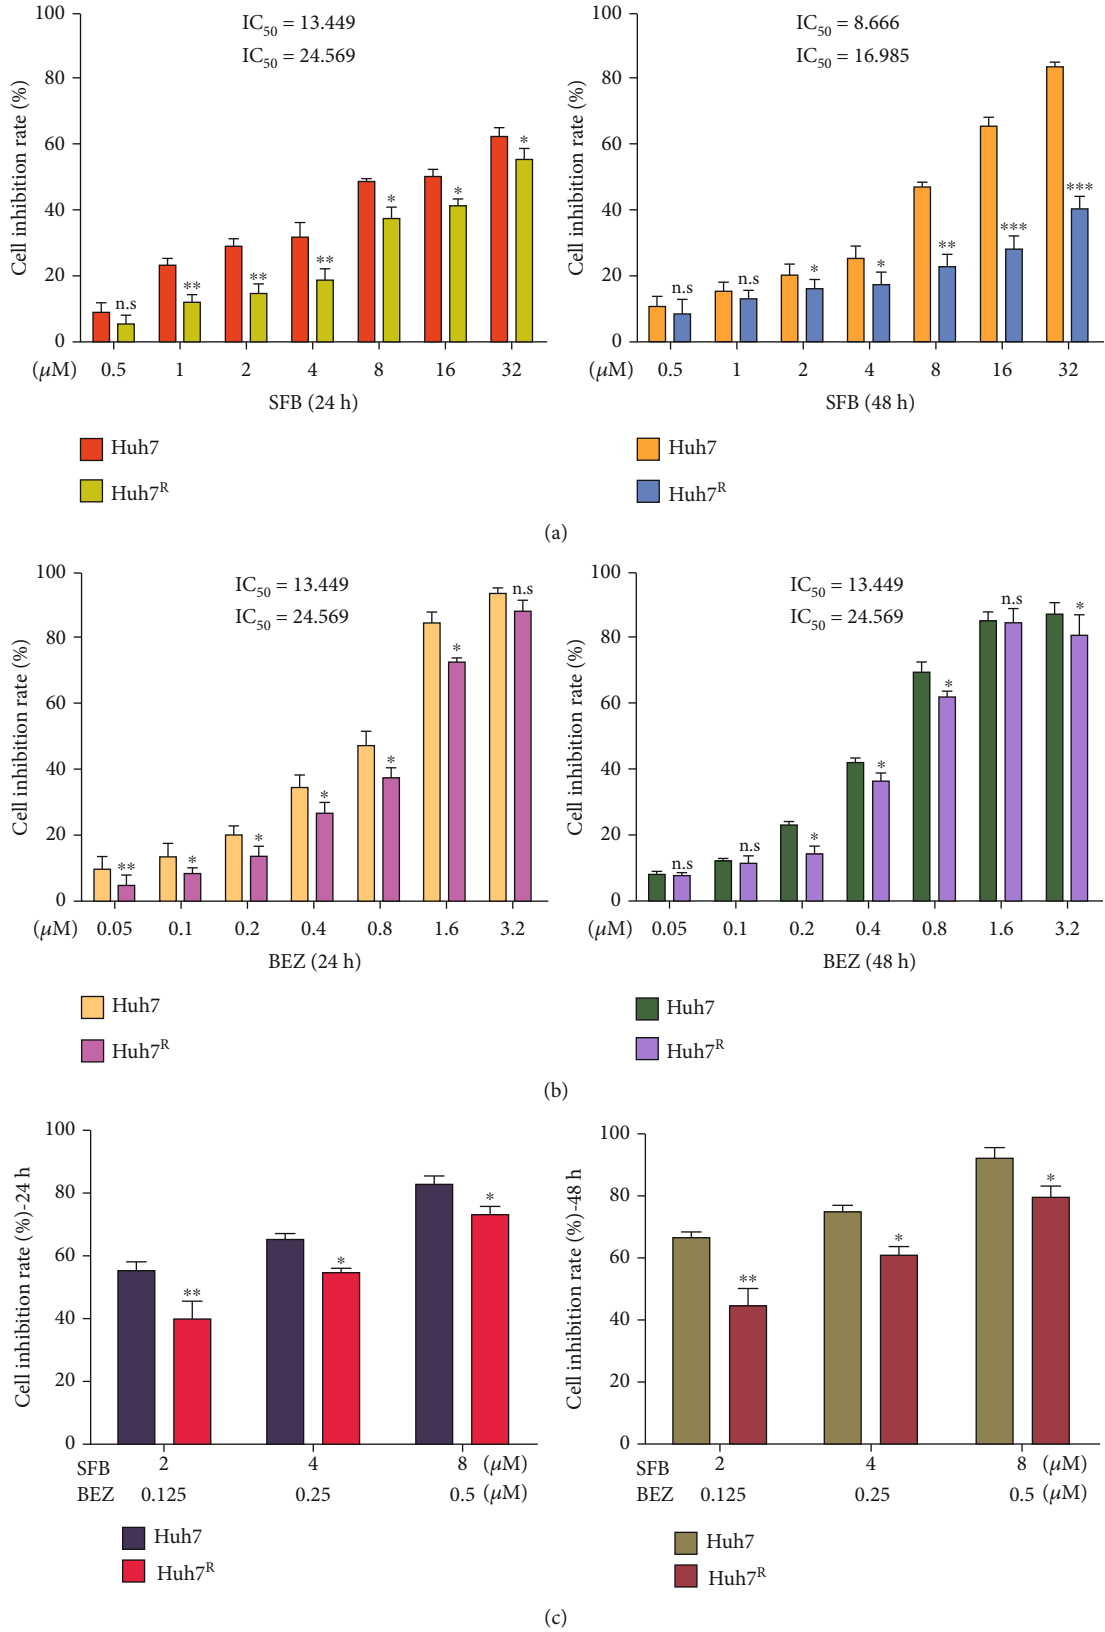 100
80
60
40
20
0
Cell inhibition rate (%)
IC50 = 13.449
IC50 = 24.569
n.s ** ** ** * * *
(μM) 0.5 1 2 4 8 16 32
SFB (24 h)
Huh7
Huh7R
100
80
60
40
20
0
Cell inhibition rate (%)
IC50 = 8.666
IC50 = 16.985
n.s n.s * * ** *** ***
(μM) 0.5 1 2 4 8 16 32
SFB (48 h)
Huh7
Huh7R
(a)
100
80
60
40
20
0
Cell inhibition rate (%)
IC50 = 13.449
IC50 = 24.569
** * * * * * n.s
(μM) 0.05 0.1 0.2 0.4 0.8 1.6 3.2
BEZ (24 h)
Huh7
Huh7R
100
80
60
40
20
0
Cell inhibition rate (%)
IC50 = 13.449
IC50 = 24.569
n.s n.s * * * n.s *
(μM) 0.05 0.1 0.2 0.4 0.8 1.6 3.2
BEZ (48 h)
Huh7
Huh7R
(b)
100
80
60
40
20
0
Cell inhibition rate (%)-24 h
** * *
SFB 2 4 8 (μM)
BEZ 0.125 0.25 0.5 (μM)
Huh7
Huh7R
100
80
60
40
20
0
Cell inhibition rate (%)-48 h
** * *
SFB 2 4 8 (μM)
BEZ 0.125 0.25 0.5 (μM)
Huh7
Huh7R
(c)